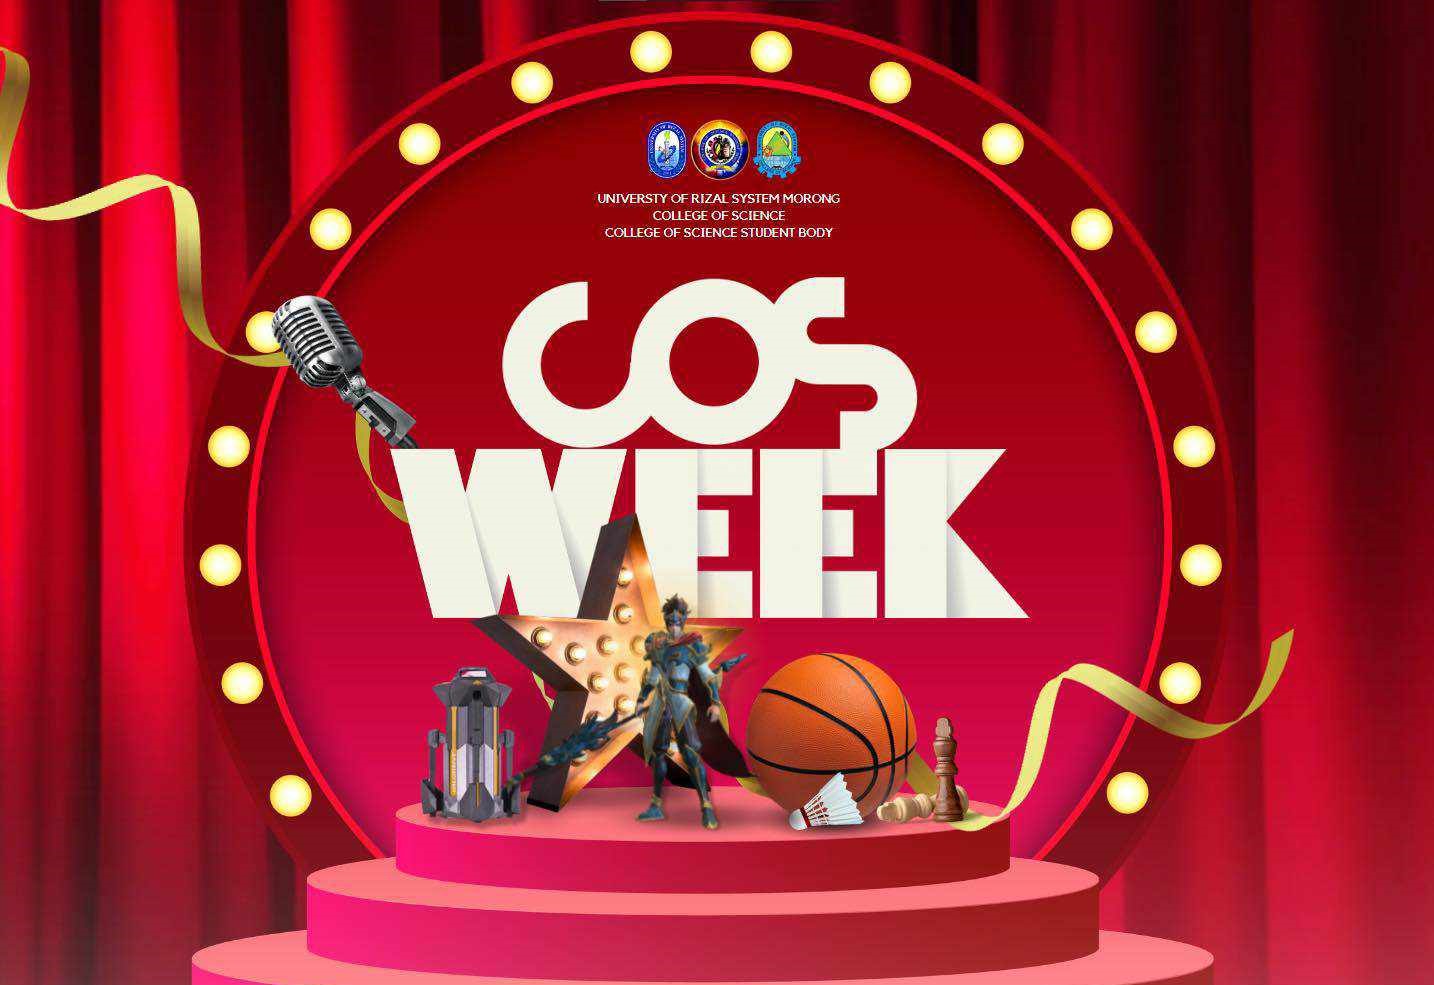 UNIVERSTY OF RIZAL SYSTEM MORONG
COLLEGE OF SCIENCE
COLLEGE OF SCIENCE STUDENT BODY
COS
WEEK